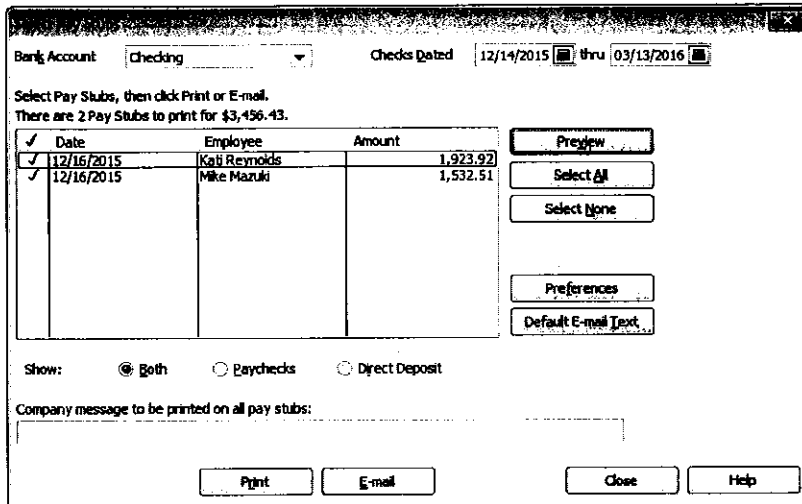 Bank Account Checking Checks Dated 12/14/2015 thru 03/13/2016
Select Pay Stubs, then click Print or E-mail.
There are 2 Pay Stubs to print for $3,456.43.
✓ Date Employee Amount
✓ 12/16/2015 Kati Reynolds 1,923.92
✓ 12/16/2015 Mike Mazuki 1,532.51
Preview
Select All
Select None
Preferences
Default E-mail Text
Show: Both Paychecks Direct Deposit
Company message to be printed on all pay stubs:
Print E-mail Close Help